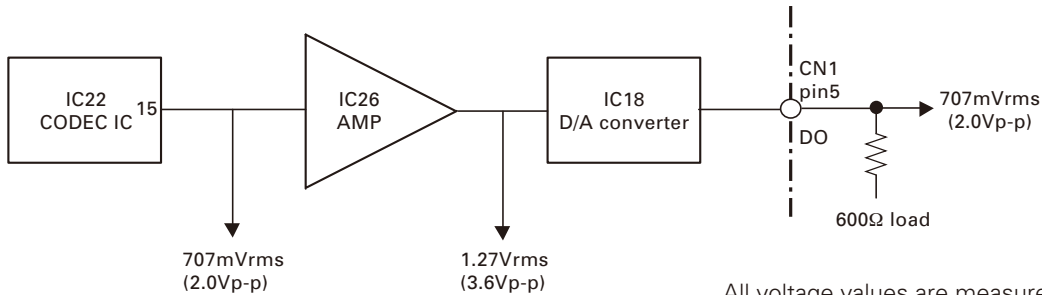 IC22
CODEC IC
15
IC26
AMP
IC18
D/A converter
CN1
pin5
DO
707mVrms
(2.0Vp-p)
600Ω load
707mVrms
(2.0Vp-p)
1.27Vrms
(3.6Vp-p)
All voltage values are measure